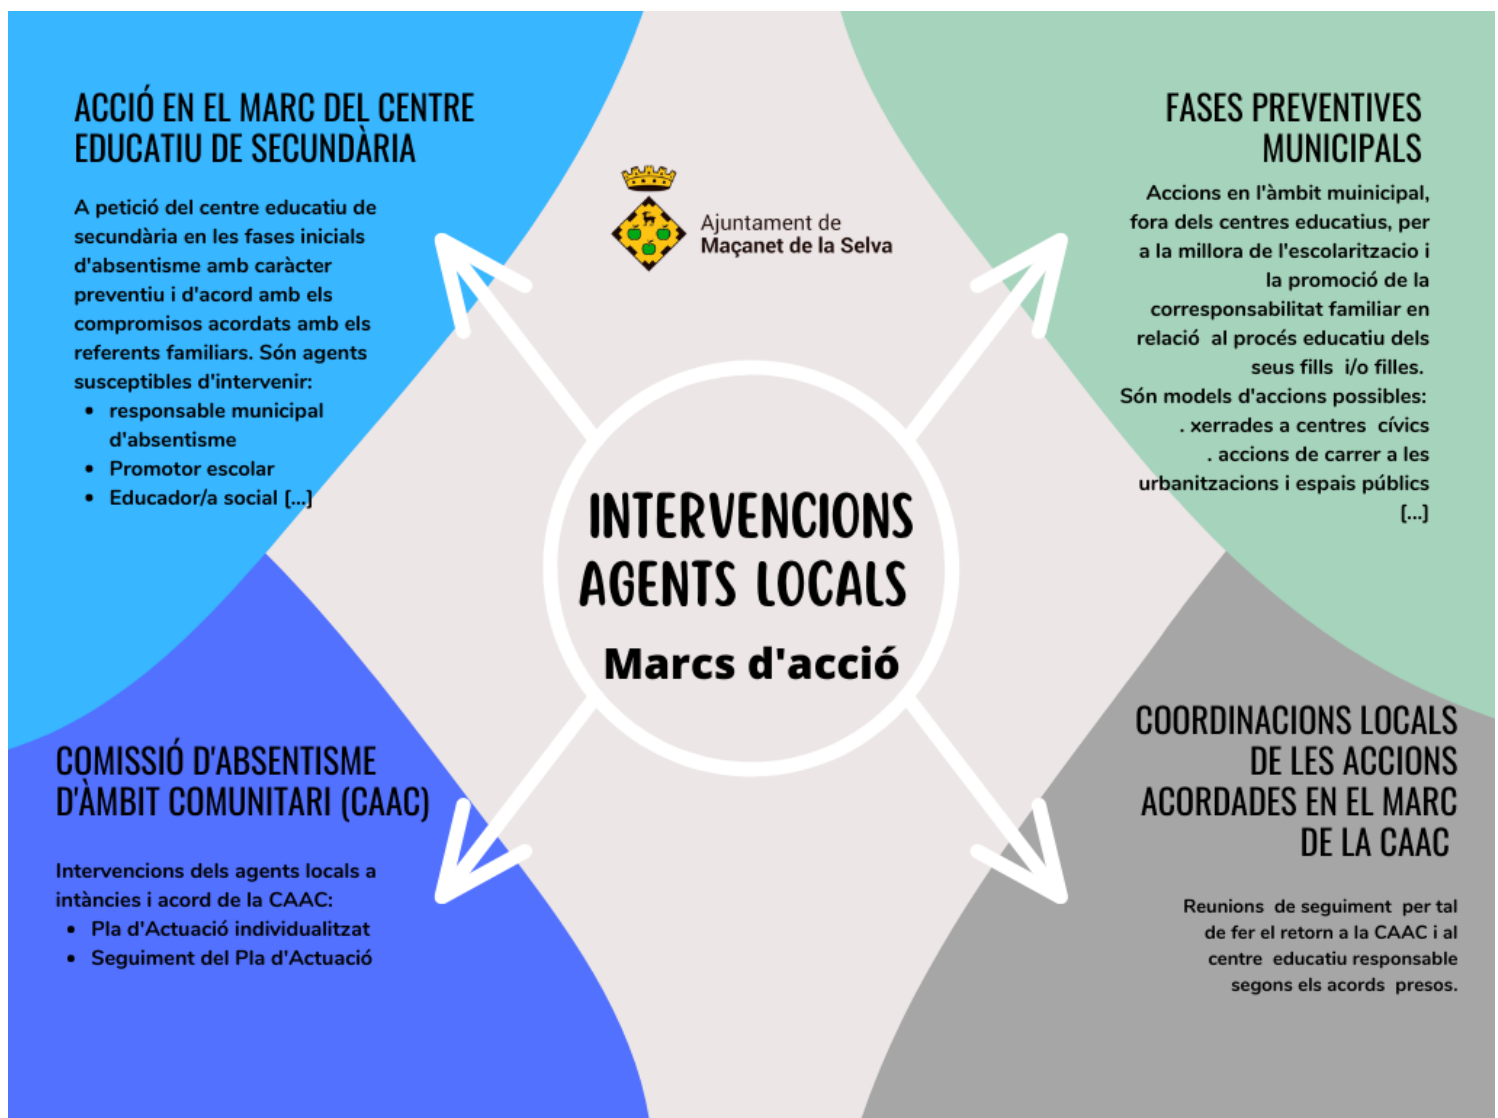 ACCIÓ EN EL MARC DEL CENTRE
EDUCATIU DE SECUNDÀRIA
A petició del centre educatiu de
secundària en les fases inicials
d'absentisme amb caràcter
preventiu i d'acord amb els
compromisos acordats amb els
referents familiars. Són agents
susceptibles d'intervenir:
• responsable municipal
d'absentisme
• Promotor escolar
• Educador/a social [...]
Ajuntament de
Maçanet de la Selva
FASES PREVENTIVES
MUNICIPALS
Accions en l'àmbit muinicipal,
fora dels centres educatius, per
a la millora de l'escolarització i
la promoció de la
corresponsabilitat familiar en
relació al procés educatiu dels
seus fills i/o filles.
Són models d'accions possibles:
. xerrades a centres cívics
. accions de carrer a les
urbanitzacions i espais públics
[...]
INTERVENCIONS
AGENTS LOCALS
Marcs d'acció
COMISSIÓ D'ABSENTISME
D'ÀMBIT COMUNITARI (CAAC)
Intervencions dels agents locals a
intàncies i acord de la CAAC:
• Pla d'Actuació individualitzat
• Seguiment del Pla d'Actuació
COORDINACIONS LOCALS
DE LES ACCIONS
ACORDADES EN EL MARC
DE LA CAAC
Reunions de seguiment per tal
de fer el retorn a la CAAC i al
centre educatiu responsable
segons els acords presos.